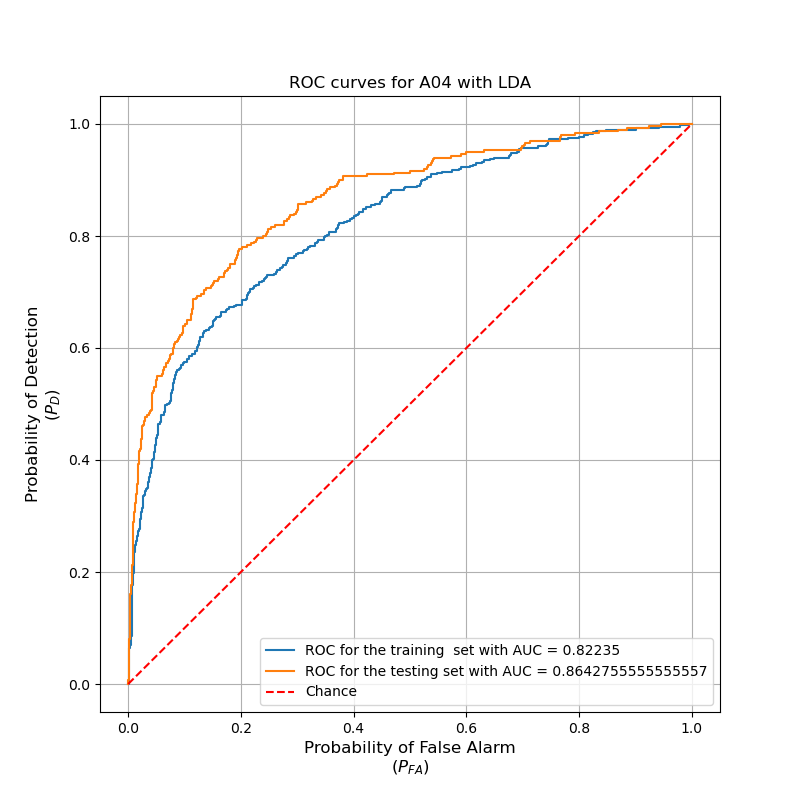 ROC curves for A04 with LDA
1.0
0.8
0.6
0.4
0.2
0.0
Probability of Detection
(P_D)
ROC for the training  set with AUC = 0.82235
ROC for the testing set with AUC = 0.8642755555555557
Chance
0.0 0.2 0.4 0.6 0.8 1.0
Probability of False Alarm
(P_{FA})